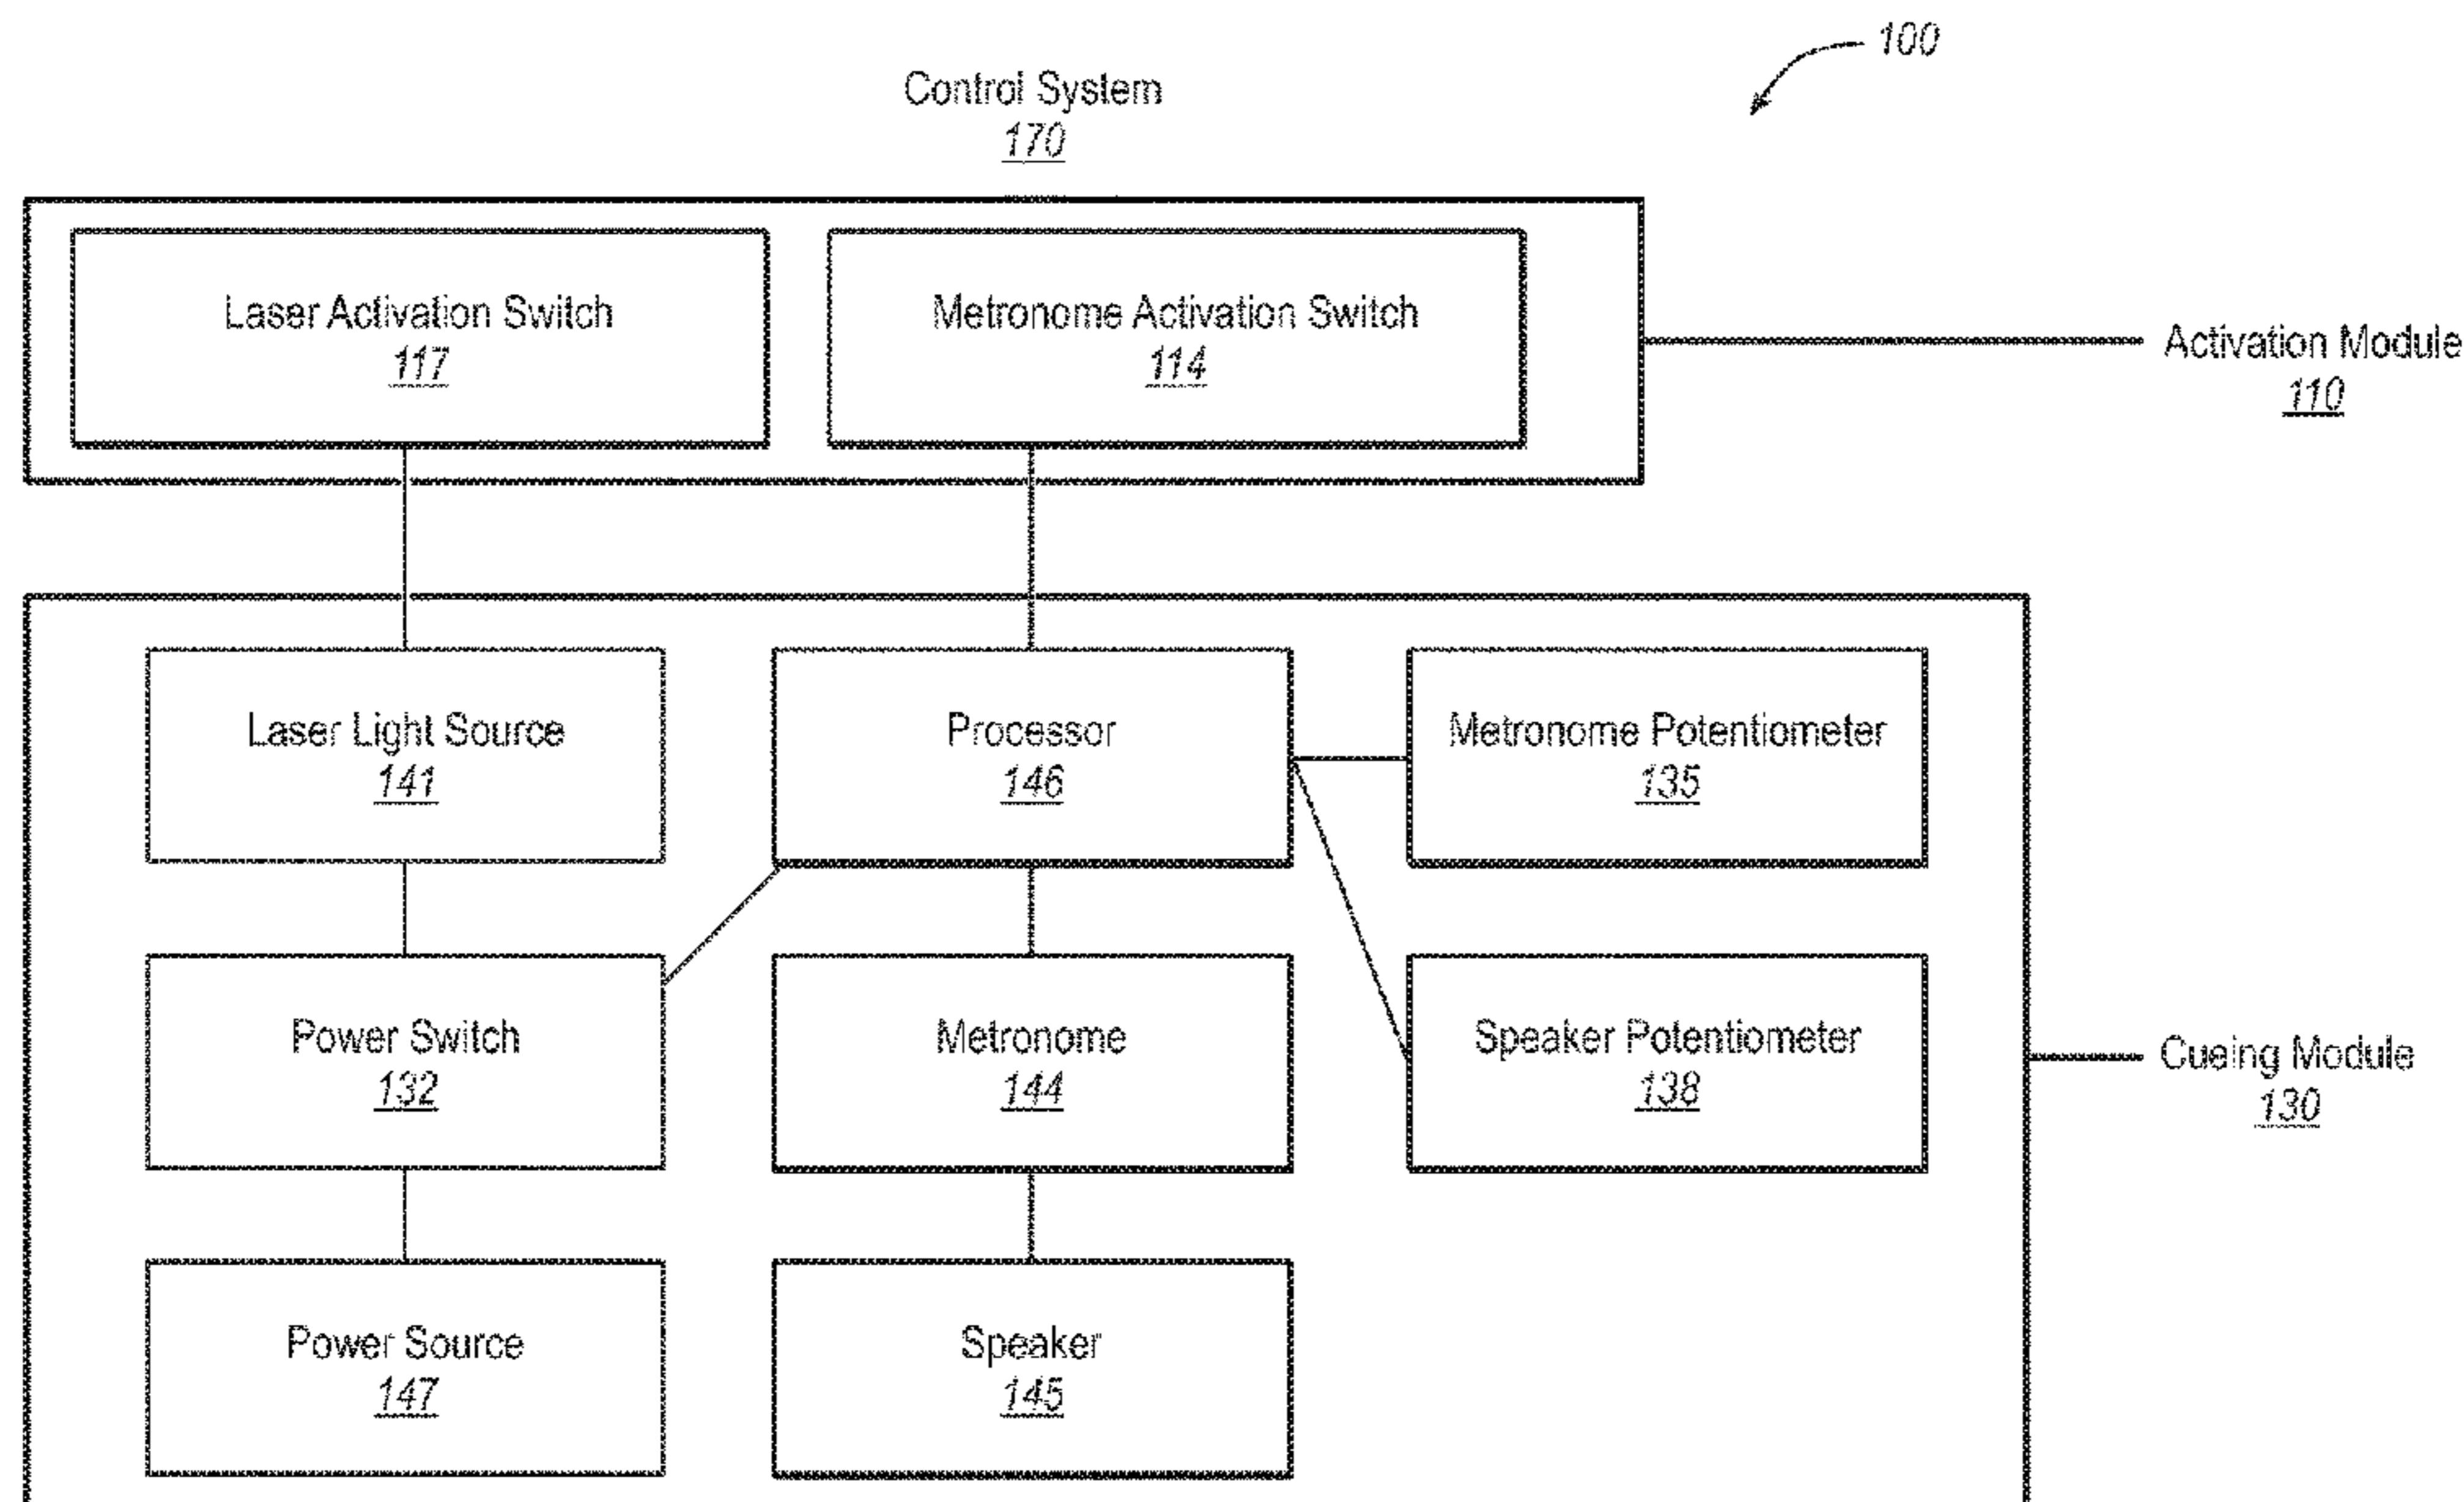 100
Control System
170
Laser Activation Switch
117
Metronome Activation Switch
114
Activation Module
110
Laser Light Source
141
Processor
146
Metronome Potentiometer
135
Power Switch
132
Metronome
144
Speaker Potentiometer
138
Cueing Module
130
Power Source
147
Speaker
145